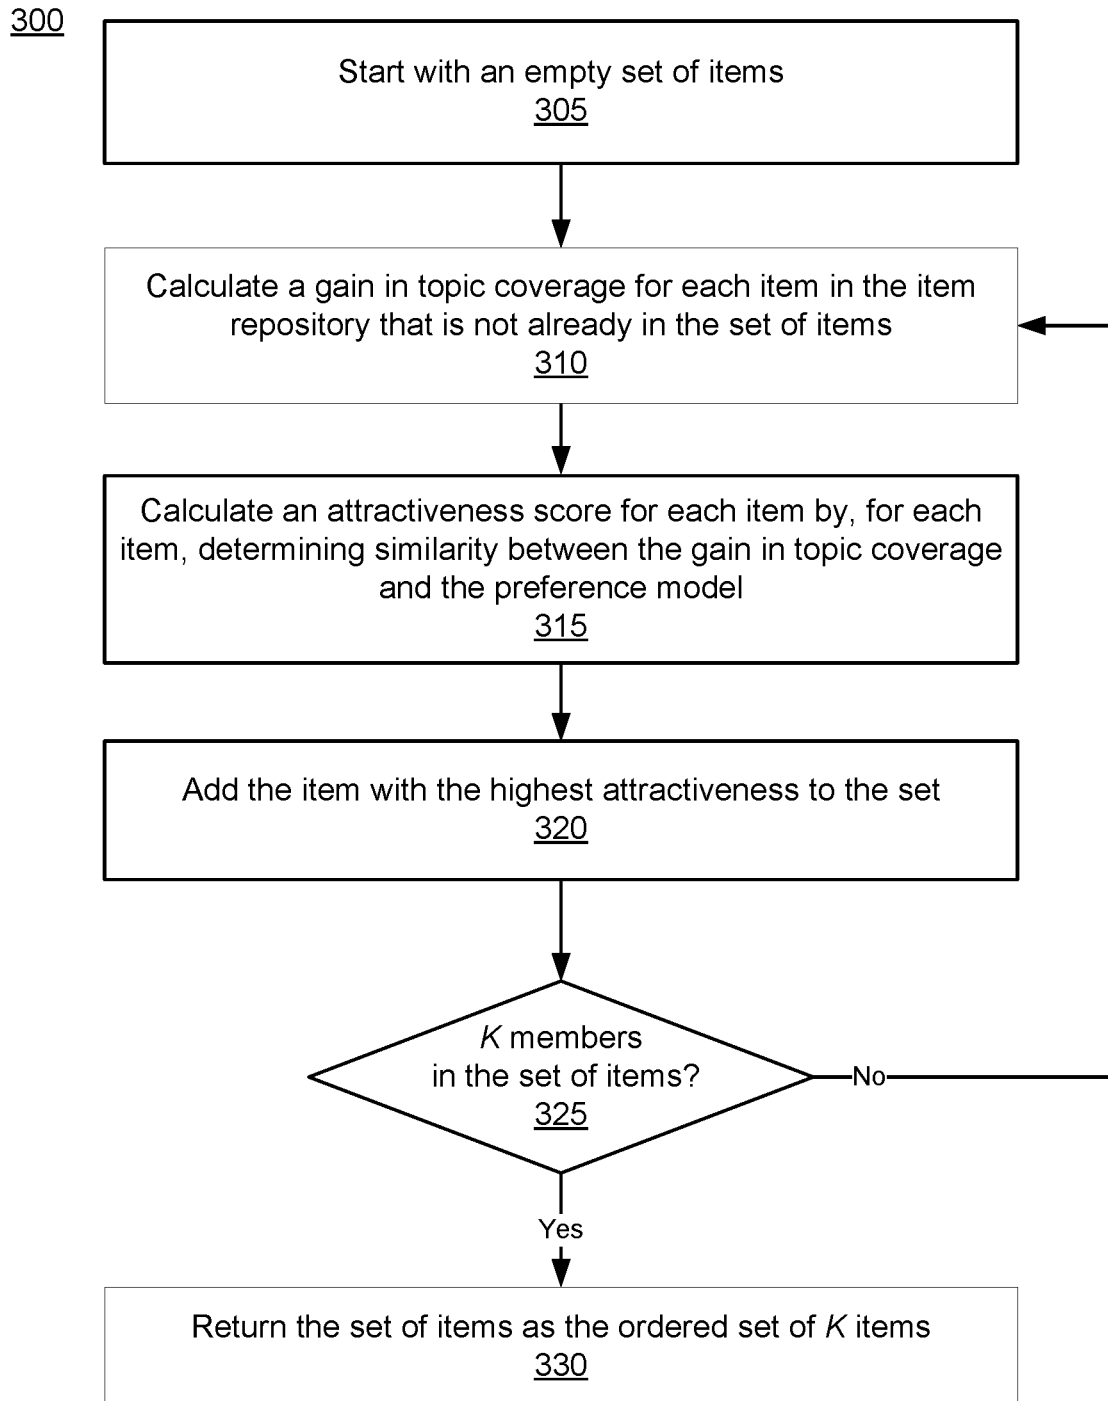 300
Start with an empty set of items
305
Calculate a gain in topic coverage for each item in the item
repository that is not already in the set of items
310
Calculate an attractiveness score for each item by, for each
item, determining similarity between the gain in topic coverage
and the preference model
315
Add the item with the highest attractiveness to the set
320
K members
in the set of items?
325
No
Yes
Return the set of items as the ordered set of K items
330